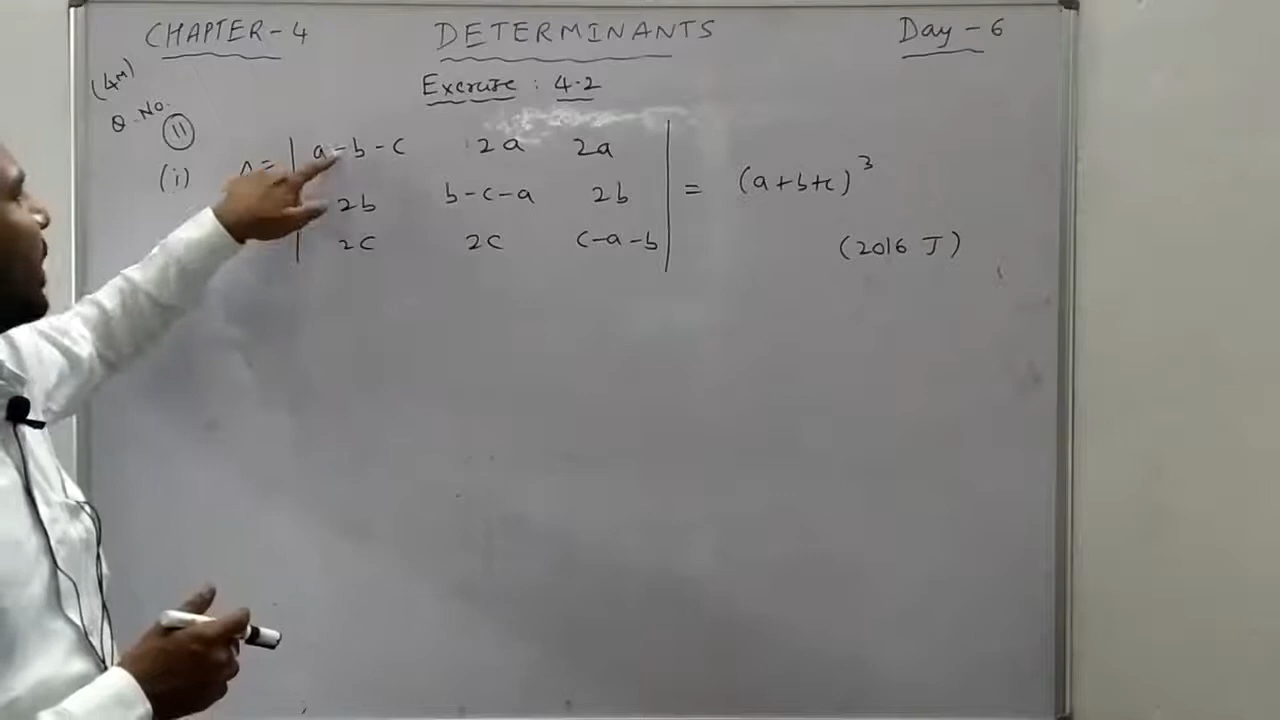 CHAPTER-4 DETERMINANTS Day-6
Exercise : 4.2
(4M)
Q.No. 11
(i) Δ = | a-b-c 2a 2a |
2b b-c-a 2b = (a+b+c)³
2c 2c c-a-b (2016 J)